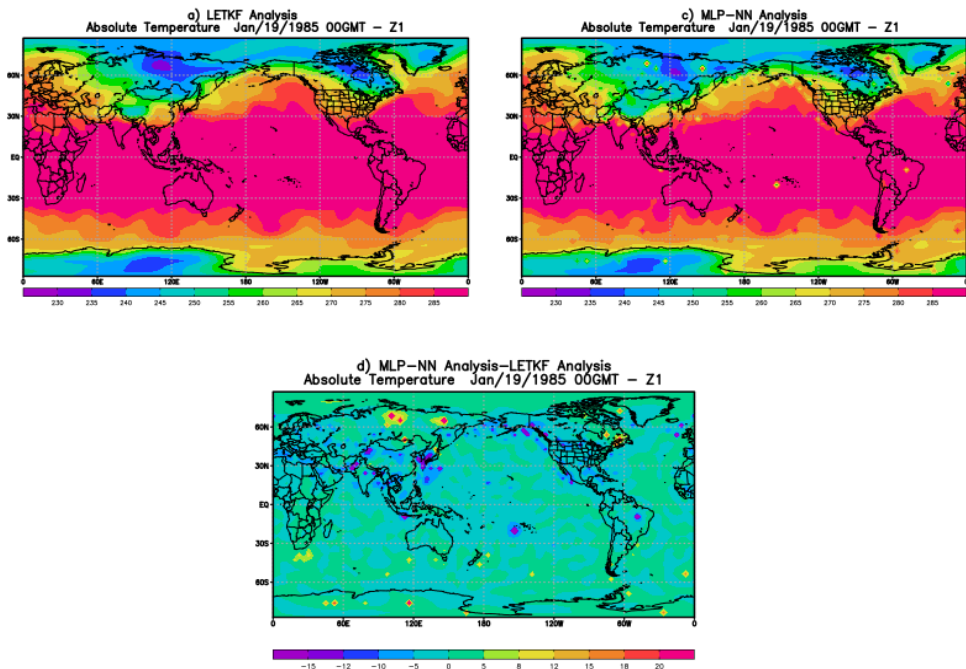 a) LETKF Analysis
Absolute Temperature Jan/19/1985 00GMT - Z1
60N
30N
EQ
30S
60S
0 60E 120E 180 120W 60W 0
230 235 240 245 250 255 260 265 270 275 280 285
c) MLP-NN Analysis
Absolute Temperature Jan/19/1985 00GMT - Z1
60N
30N
EQ
30S
60S
0 60E 120E 180 120W 60W 0
230 235 240 245 250 255 260 265 270 275 280 285
d) MLP-NN Analysis-LETKF Analysis
Absolute Temperature Jan/19/1985 00GMT - Z1
60N
30N
EQ
30S
60S
0 60E 120E 180 120W 60W 0
-15 -12 -10 -5 0 5 8 12 15 18 20